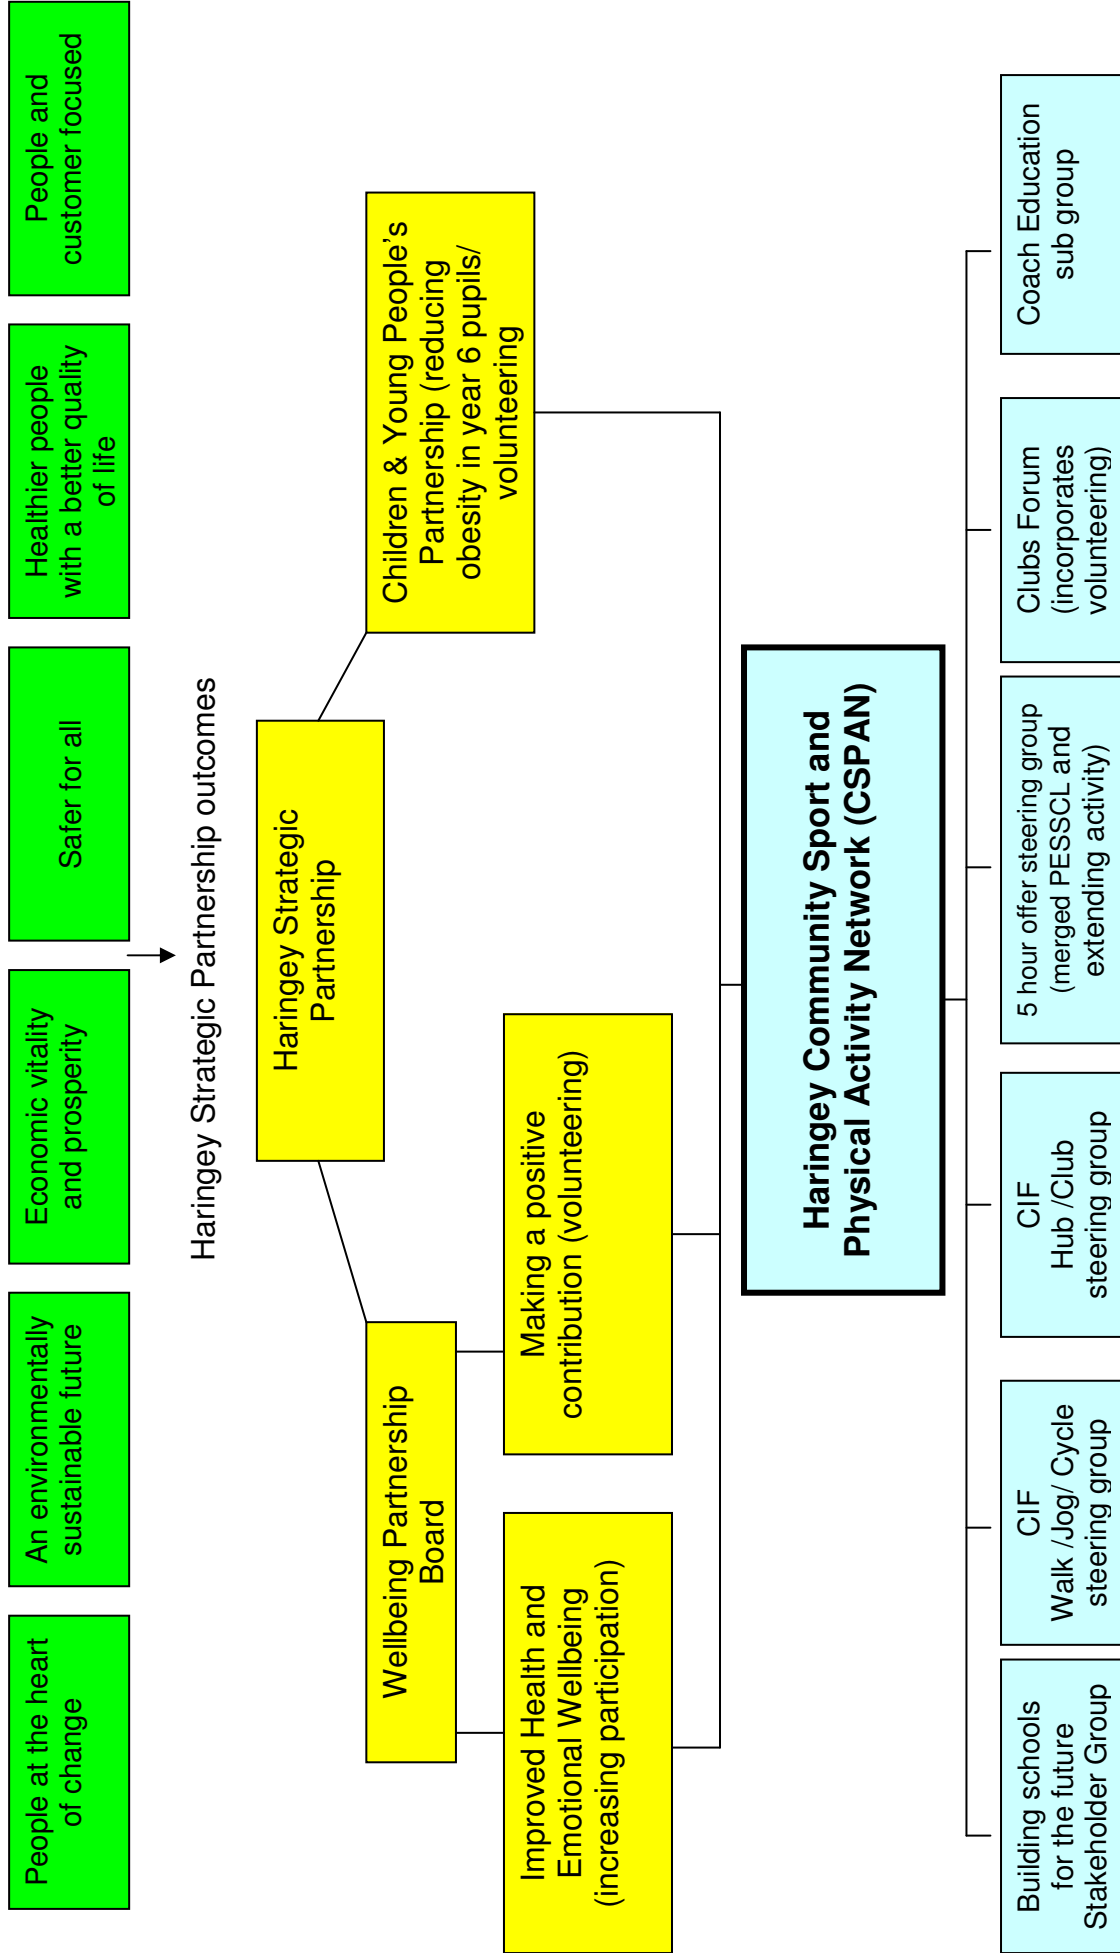 People at the heart
of change
An environmentally
sustainable future
Economic vitality
and prosperity
Safer for all
Healthier people
with a better quality
of life
People and
customer focused
Haringey Strategic Partnership outcomes
Haringey Strategic
Partnership
Wellbeing Partnership
Board
Children & Young People’s
Partnership (reducing
obesity in year 6 pupils/
volunteering
Improved Health and
Emotional Wellbeing
(increasing participation)
Making a positive
contribution (volunteering)
Haringey Community Sport and
Physical Activity Network (CSPAN)
Building schools
for the future
Stakeholder Group
CIF
Walk /Jog/ Cycle
steering group
CIF
Hub /Club
steering group
5 hour offer steering group
(merged PESSCL and
extending activity)
Clubs Forum
(incorporates
volunteering)
Coach Education
sub group